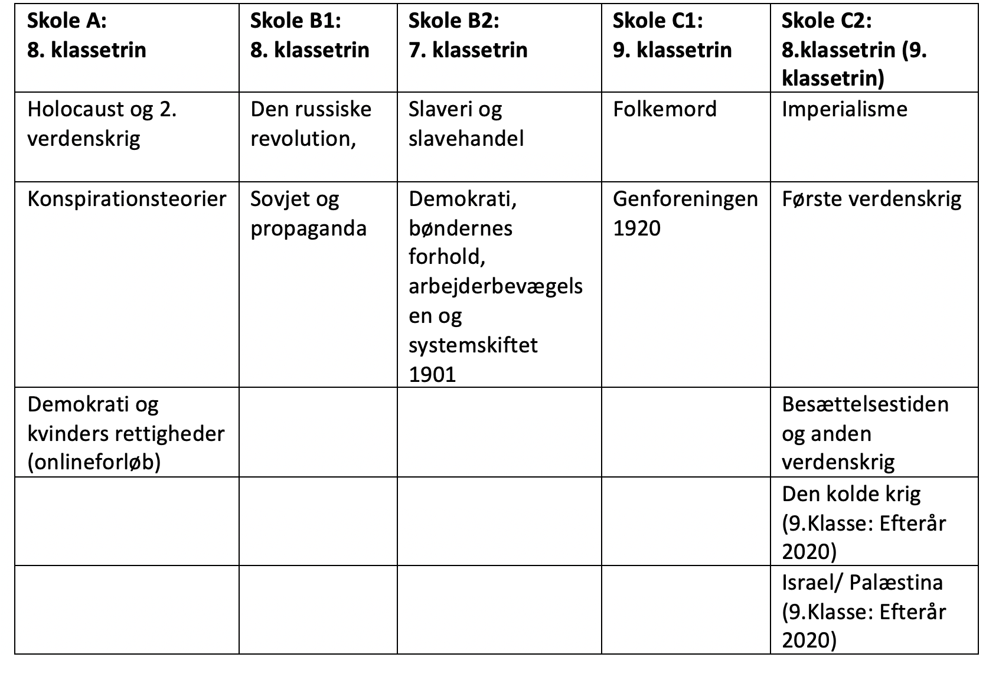 Skole A:
8. klassetrin
Skole B1:
8. klassetrin
Skole B2:
7. klassetrin
Skole C1:
9. klassetrin
Skole C2:
8.klassetrin (9.
klassetrin)
Holocaust og 2.
verdenskrig
Den russiske
revolution,
Slaveri og
slavehandel
Folkemord
Imperialisme
Konspirationsteorier
Sovjet og
propaganda
Demokrati,
bøndernes
forhold,
arbejderbevægels
en og
systemskiftet
1901
Genforeningen
1920
Første verdenskrig
Demokrati og
kvinders rettigheder
(onlineforløb)
Besættelsestiden
og anden
verdenskrig
Den kolde krig
(9.Klasse: Efterår
2020)
Israel/ Palæstina
(9.Klasse: Efterår
2020)